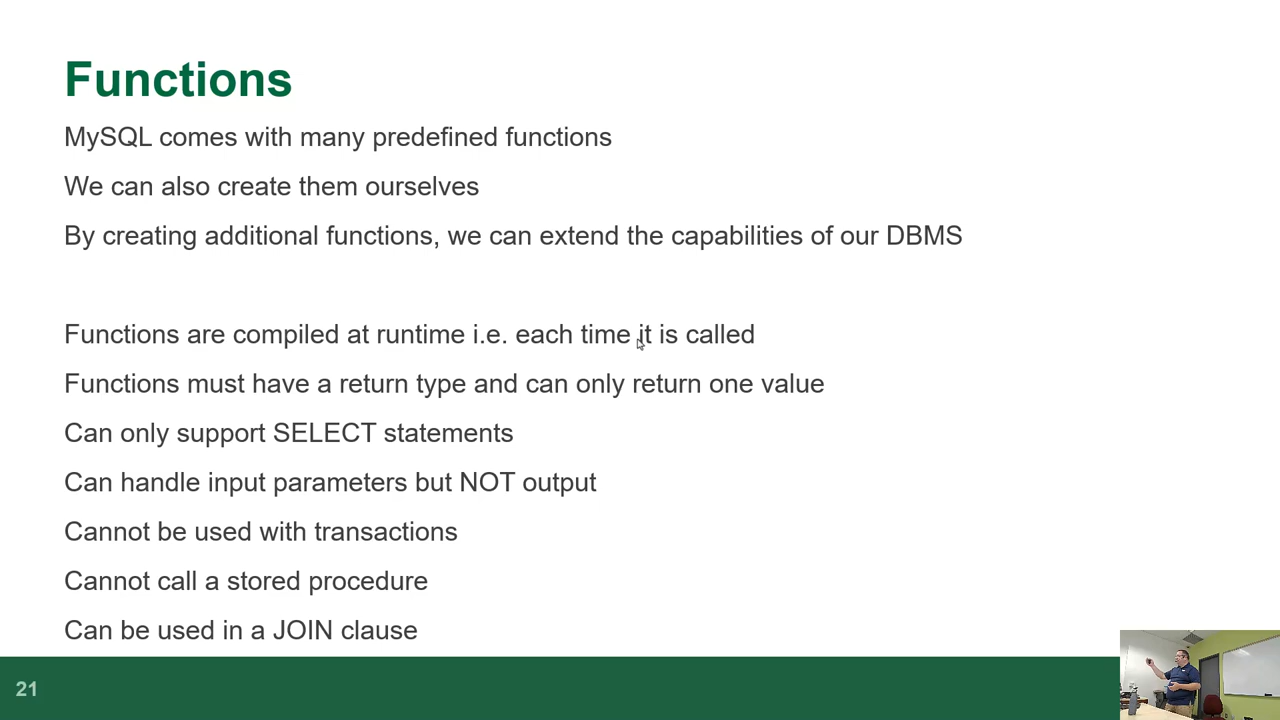 Functions
MySQL comes with many predefined functions
We can also create them ourselves
By creating additional functions, we can extend the capabilities of our DBMS
Functions are compiled at runtime i.e. each time it is called
Functions must have a return type and can only return one value
Can only support SELECT statements
Can handle input parameters but NOT output
Cannot be used with transactions
Cannot call a stored procedure
Can be used in a JOIN clause
21